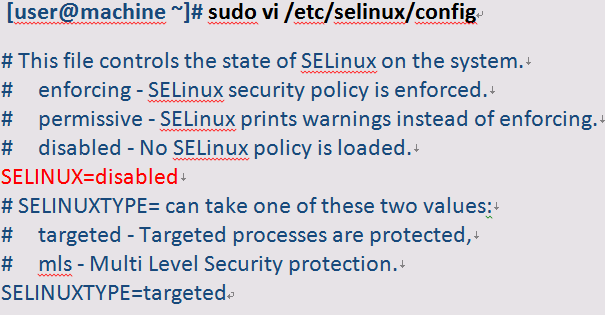 [user@machine ~]# sudo vi /etc/selinux/config
# This file controls the state of SELinux on the system.
#     enforcing - SELinux security policy is enforced.
#     permissive - SELinux prints warnings instead of enforcing.
#     disabled - No SELinux policy is loaded.
SELINUX=disabled
# SELINUXTYPE= can take one of these two values:
#     targeted - Targeted processes are protected,
#     mls - Multi Level Security protection.
SELINUXTYPE=targeted